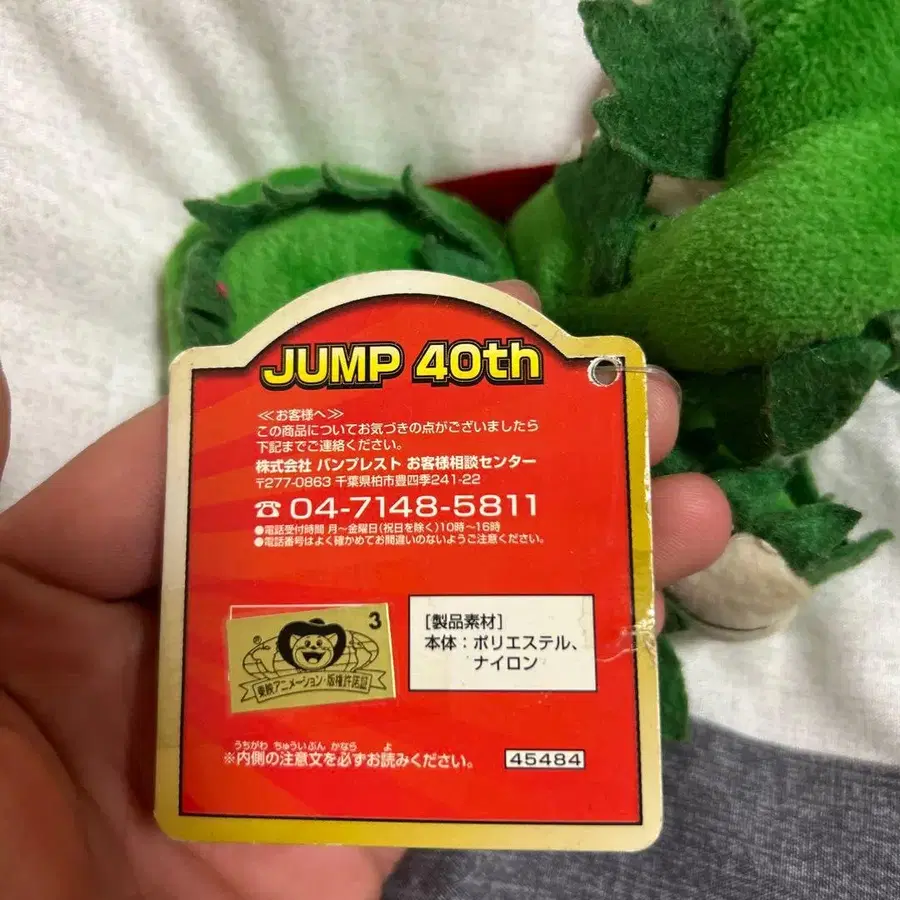 JUMP 40th
≪お客様へ≫
この商品についてお気づきの点がございましたら
下記までご連絡ください。
株式会社 バンプレスト お客様相談センター
〒277-0863 千葉県柏市豊四季241-22
☎ 04-7148-5811
●電話受付時間 月〜金曜日(祝日を除く)10時〜16時
●電話番号はよく確かめてお間違いのないようご注意ください。
3
®
東映アニメーション・版権許諾証
[製品素材]
本体:ポリエステル、
ナイロン
うちがわ ちゅういぶん かなら よ
※内側の注意文を必ずお読みください。
45484